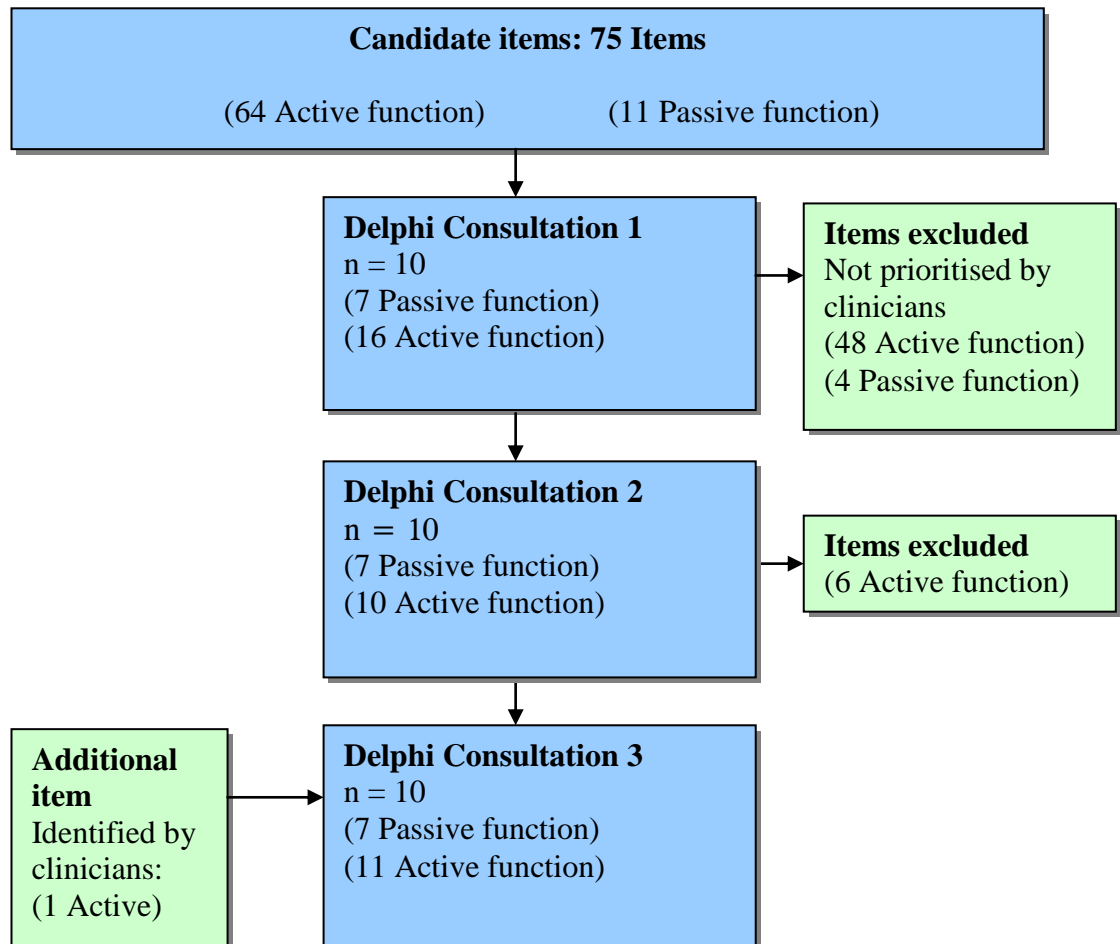 Candidate items: 75 Items
(64 Active function) (11 Passive function)
Delphi Consultation 1
n = 10
(7 Passive function)
(16 Active function)
Items excluded
Not prioritised by
clinicians
(48 Active function)
(4 Passive function)
Delphi Consultation 2
n = 10
(7 Passive function)
(10 Active function)
Items excluded
(6 Active function)
Additional
item
Identified by
clinicians:
(1 Active)
Delphi Consultation 3
n = 10
(7 Passive function)
(11 Active function)